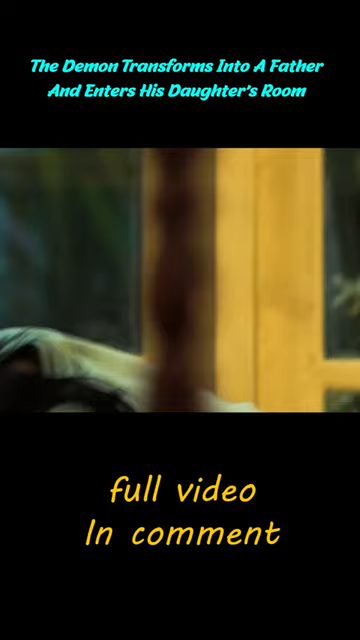 The Demon Transforms Into A Father
And Enters His Daughter's Room
full video
In comment